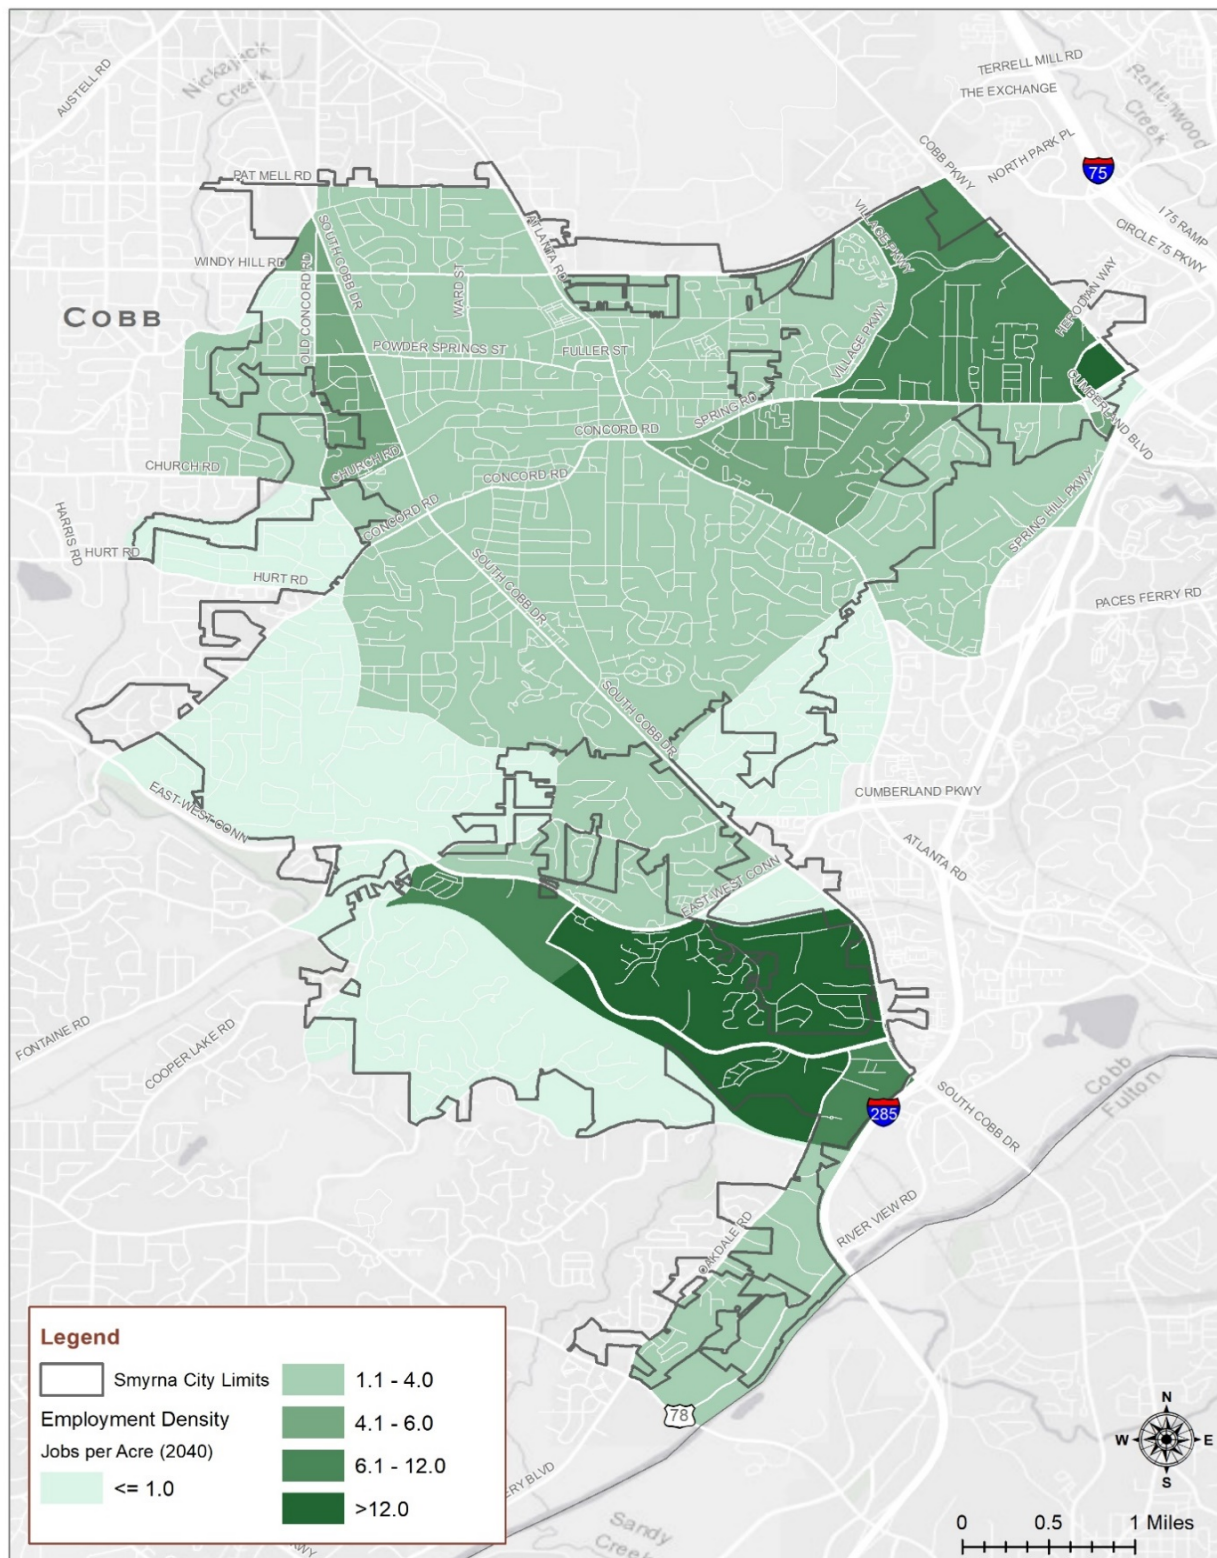 Nickajack
Creek
AUSTELL RD
TERRELL MILL RD
THE EXCHANGE
Rottenwood
Creek
COBB PKWY
NORTH PARK PL
75
PAT MELL RD
I 75 RAMP
CIRCLE 75 PKWY
SOUTH COBB DR
ATLANTA RD
VILLAGE PKWY
WINDY HILL RD
OLD CONCORD RD
WARD ST
HERODIAN WAY
COBB
POWDER SPRINGS ST
FULLER ST
VILLAGE PKWY
CUMBERLAND BLVD
SPRING RD
CONCORD RD
CHURCH RD
CHURCH RD
CONCORD RD
CONCORD RD
SPRING HILL PKWY
HARRIS RD
HURT RD
HURT RD
SOUTH COBB DR
PACES FERRY RD
SOUTH COBB DR
EAST-WEST CONN
CUMBERLAND PKWY
ATLANTA RD
EAST-WEST CONN
FONTAINE RD
COOPER LAKE RD
Cobb
Fulton
SOUTH COBB DR
285
RIVER VIEW RD
OAKDALE RD
78
ERY BLVD
Sandy
Creek
Legend
Smyrna City Limits
Employment Density
Jobs per Acre (2040)
<= 1.0
1.1 - 4.0
4.1 - 6.0
6.1 - 12.0
>12.0
N
W E
S
0 0.5 1 Miles